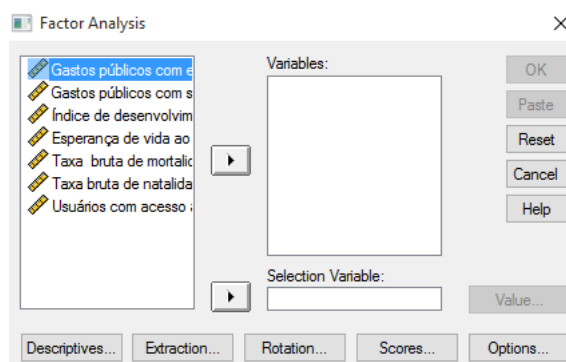 Factor Analysis
Gastos públicos com e
Gastos públicos com s
Índice de desenvolvim
Esperança de vida ao
Taxa bruta de mortalic
Taxa bruta de natalida
Usuários com acesso
Variables:
Selection Variable:
OK
Paste
Reset
Cancel
Help
Value...
Descriptives...
Extraction...
Rotation...
Scores...
Options...